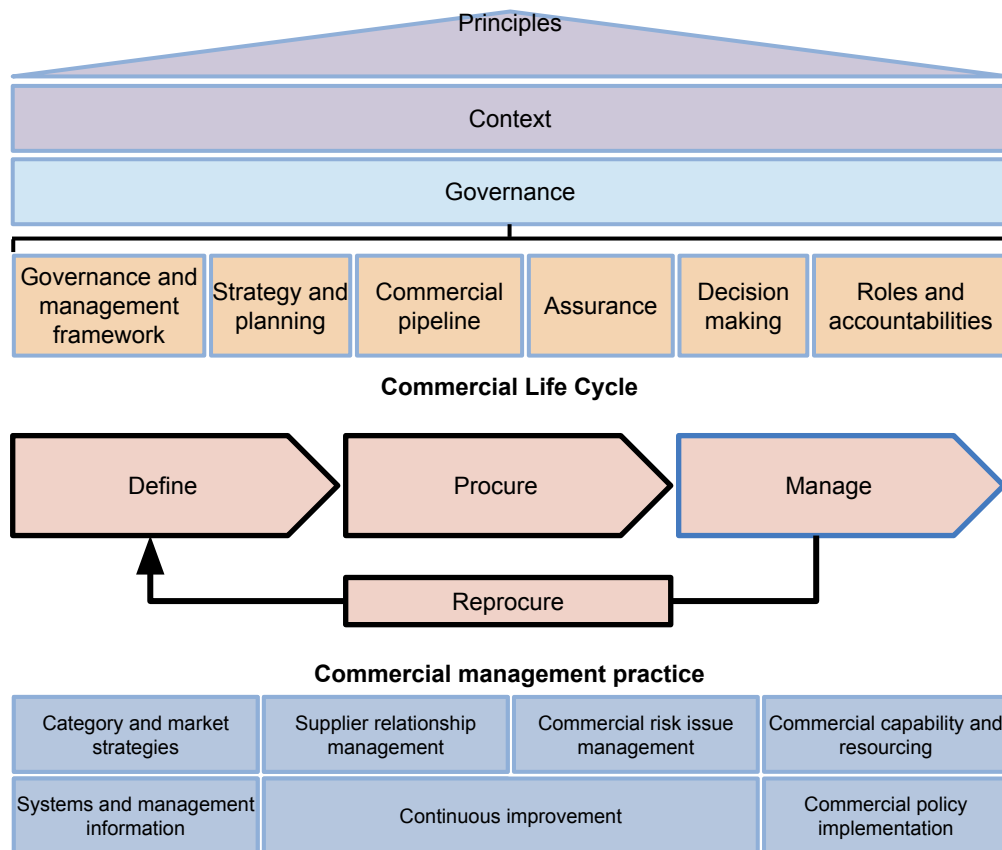 Principles
Context
Governance
Governance and
management
framework
Strategy and
planning
Commercial
pipeline
Assurance
Decision
making
Roles and
accountabilities
Commercial Life Cycle
Define
Procure
Manage
Reprocure
Commercial management practice
Category and market
strategies
Supplier relationship
management
Commercial risk issue
management
Commercial capability and
resourcing
Systems and management
information
Continuous improvement
Commercial policy
implementation